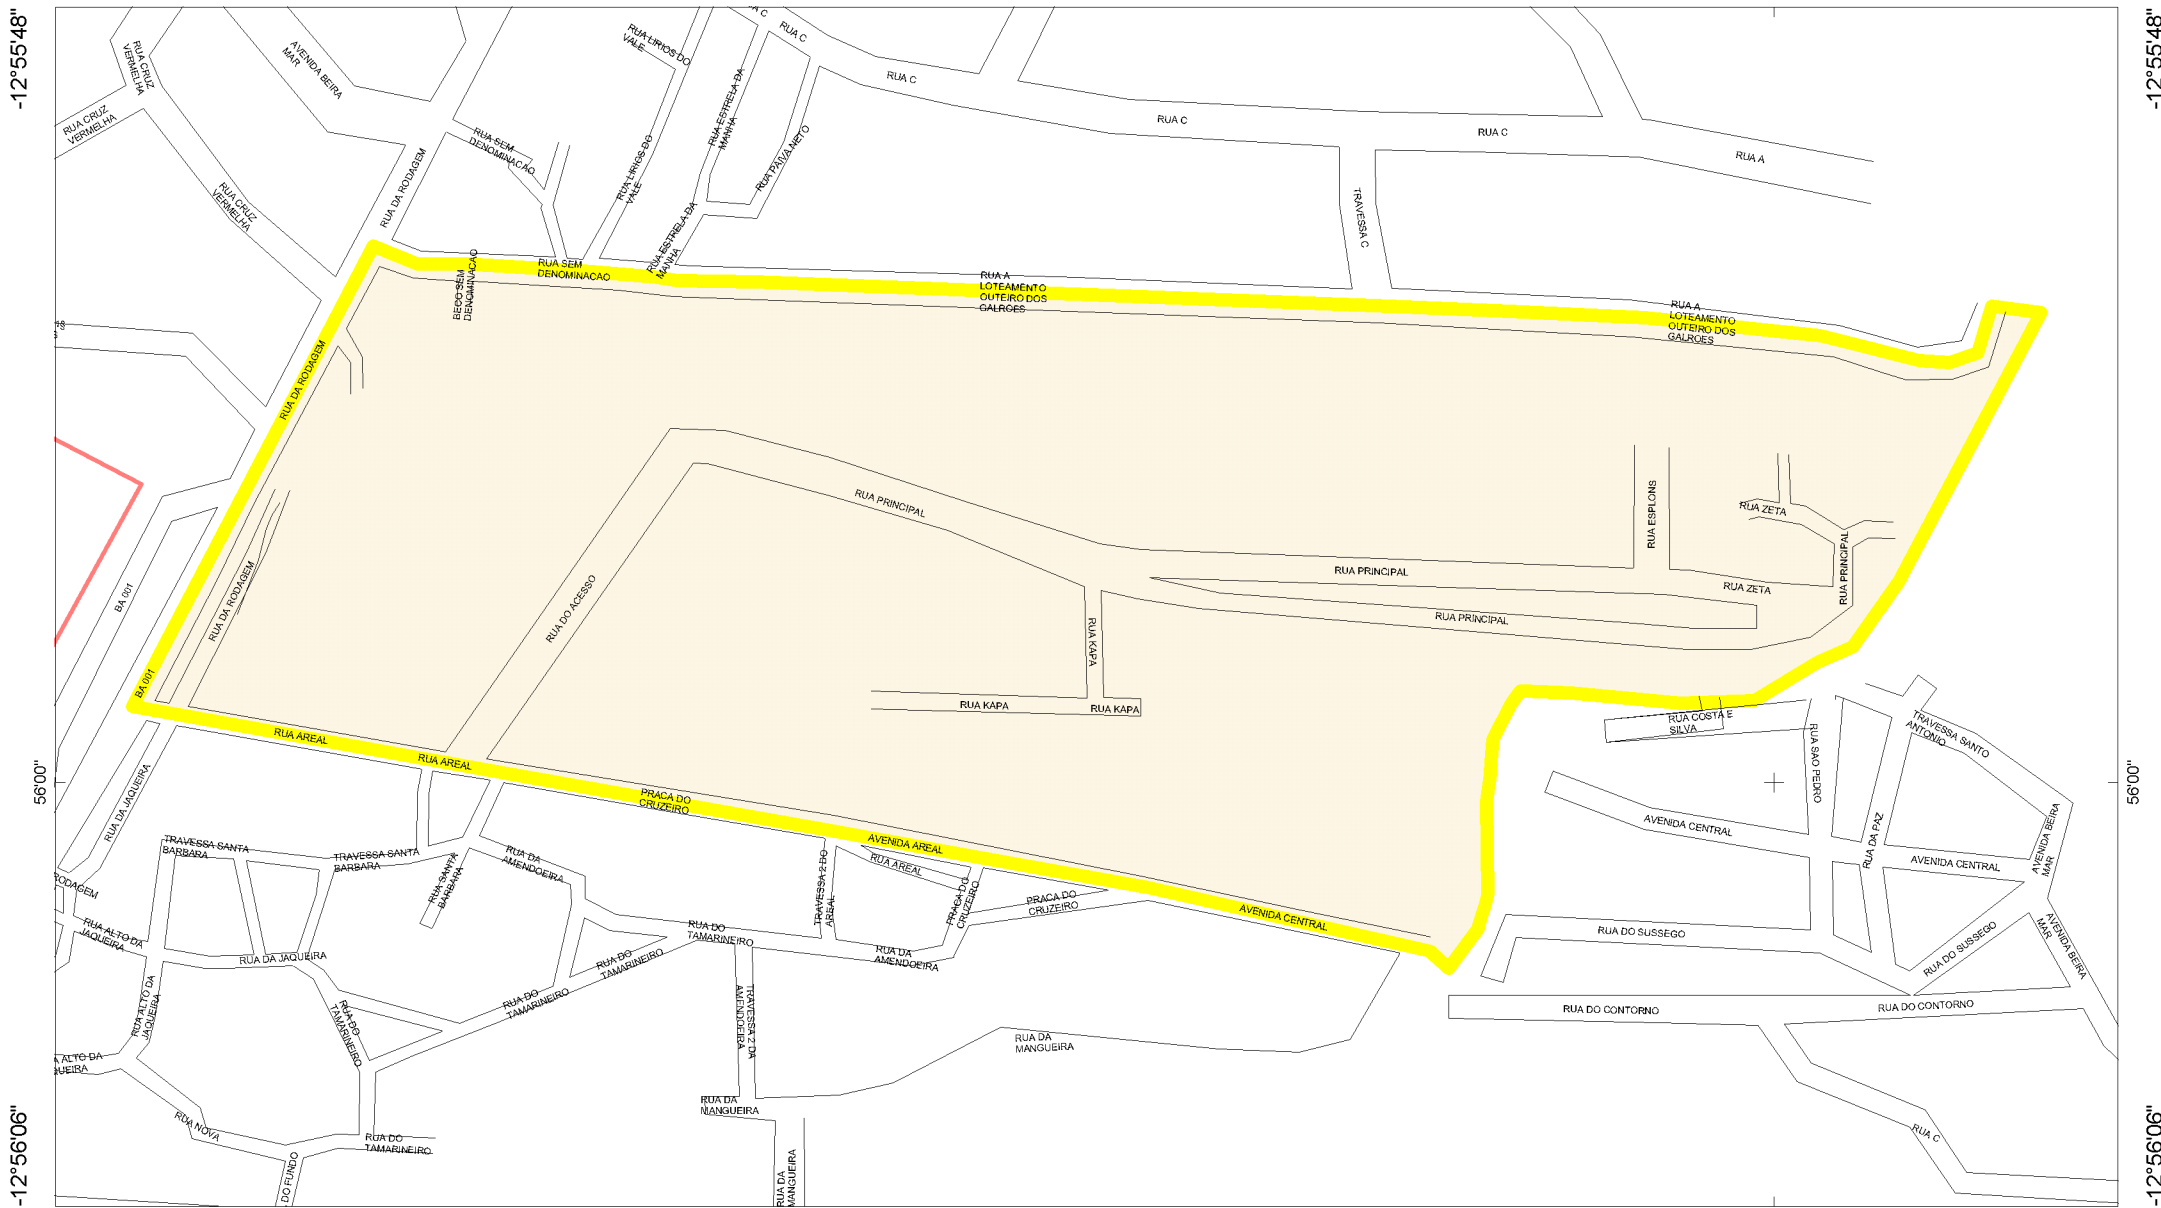 -12°55'48"
-12°55'48"
RUA C
RUA C
RUA C
RUA C
RUA A
RUA CRUZ
VERMELHA
AVENIDA BEIRA
MAR
RUA LIRIOS DO
VALE
RUA CRUZ
VERMELHA
RUA SEM
DENOMINACAO
RUA ESTRELA DA
MANHA
RUA PAIVA NETO
RUA LIRIOS DO
VALE
RUA DA RODAGEM
RUA CRUZ
VERMELHA
TRAVESSA C
RUA ESTRELA DA
MANHA
BECO SEM
DENOMINACAO
RUA SEM
DENOMINACAO
RUA A
LOTEAMENTO
OUTEIRO DOS
GALROES
RUA A
LOTEAMENTO
OUTEIRO DOS
GALROES
RUA DA RODAGEM
RUA PRINCIPAL
RUA ESPLONS
RUA ZETA
RUA PRINCIPAL
RUA PRINCIPAL
RUA ZETA
RUA PRINCIPAL
BA 001
RUA DA RODAGEM
RUA DO ACESSO
RUA KAPA
RUA KAPA
RUA KAPA
BA 001
RUA COSTA E
SILVA
TRAVESSA SANTO
ANTONIO
RUA SAO PEDRO
RUA AREAL
RUA AREAL
56'00"
56'00"
RUA DA JAQUEIRA
PRACA DO
CRUZEIRO
AVENIDA AREAL
AVENIDA CENTRAL
RUA DA PAZ
AVENIDA CENTRAL
AVENIDA BEIRA
MAR
TRAVESSA SANTA
BARBARA
TRAVESSA SANTA
BARBARA
RUA SANTA
BARBARA
RUA DA
AMENDOEIRA
TRAVESSA 2 DO
AREAL
RUA AREAL
PRACA DO
CRUZEIRO
PRACA DO
CRUZEIRO
AVENIDA CENTRAL
RODAGEM
RUA ALTO DA
JAQUEIRA
RUA DA JAQUEIRA
RUA DO
TAMARINEIRO
RUA DO
TAMARINEIRO
RUA DA
AMENDOEIRA
RUA DO SUSSEGO
RUA DO SUSSEGO
AVENIDA BEIRA
MAR
RUA ALTO DA
JAQUEIRA
RUA DO
TAMARINEIRO
RUA DO
TAMARINEIRO
TRAVESSA 2 DA
AMENDOEIRA
RUA DA
MANGUEIRA
RUA DO CONTORNO
RUA DO CONTORNO
A ALTO DA
QUEIRA
RUA NOVA
RUA DO
TAMARINEIRO
RUA DA
MANGUEIRA
RUA C
DO FUNDO
RUA DA
MANGUEIRA
-12°56'06"
-12°56'06"